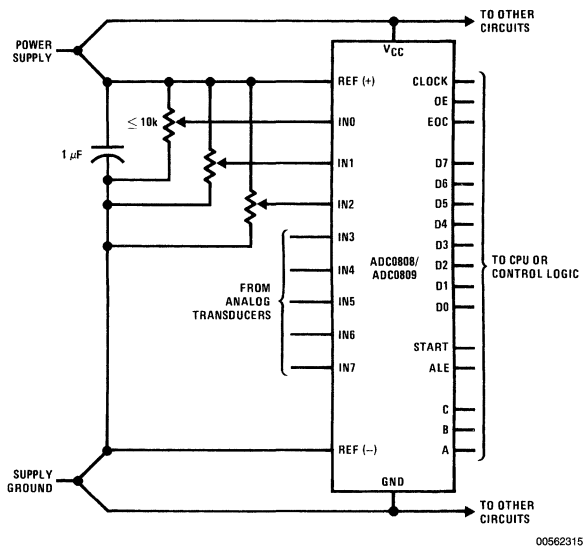 TO OTHER
CIRCUITS
POWER
SUPPLY
VCC
REF (+)
CLOCK
OE
≤ 10k
IN0
EOC
1 μF
IN1
D7
D6
IN2
D5
D4
IN3
D3
ADC0808/
ADC0809
IN4
D2
TO CPU OR
CONTROL LOGIC
FROM
ANALOG
TRANSDUCERS
IN5
D1
D0
IN6
START
IN7
ALE
C
B
REF (−)
A
SUPPLY
GROUND
GND
TO OTHER
CIRCUITS
00562315